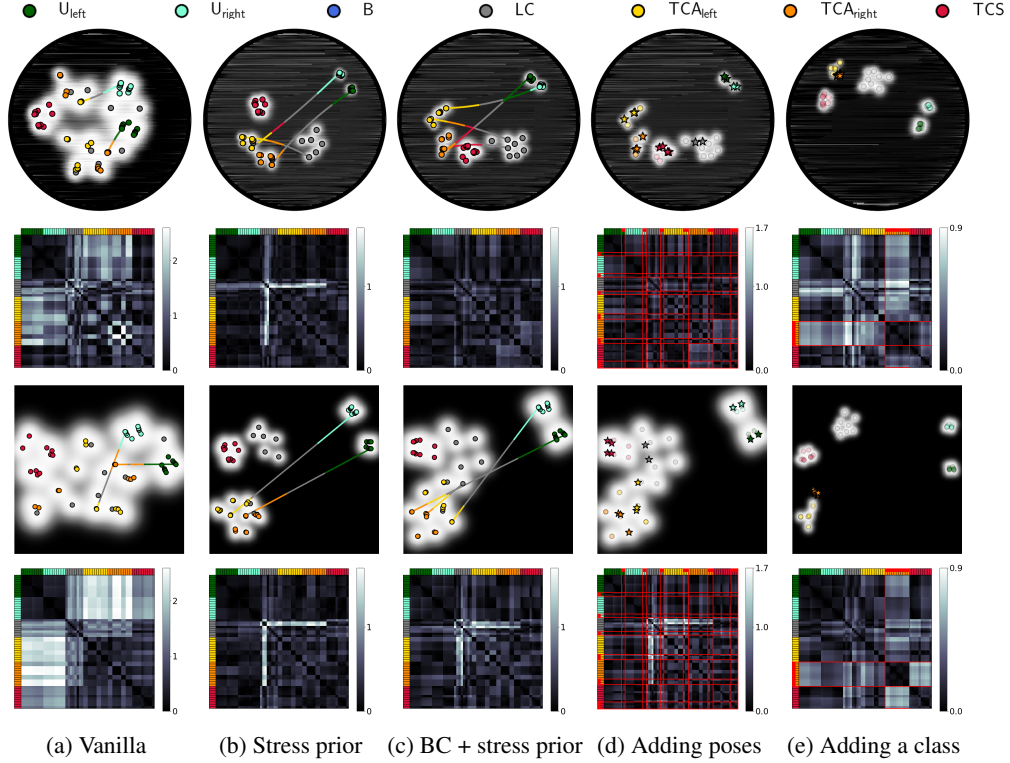 U_left U_right B LC TCA_left TCA_right TCS
2 1 0
1 0
1 0
1.7 1.0 0.0
0.9 0.0
2 1 0
1 0
1 0
1.7 1.0 0.0
0.9 0.0
(a) Vanilla (b) Stress prior (c) BC + stress prior (d) Adding poses (e) Adding a class